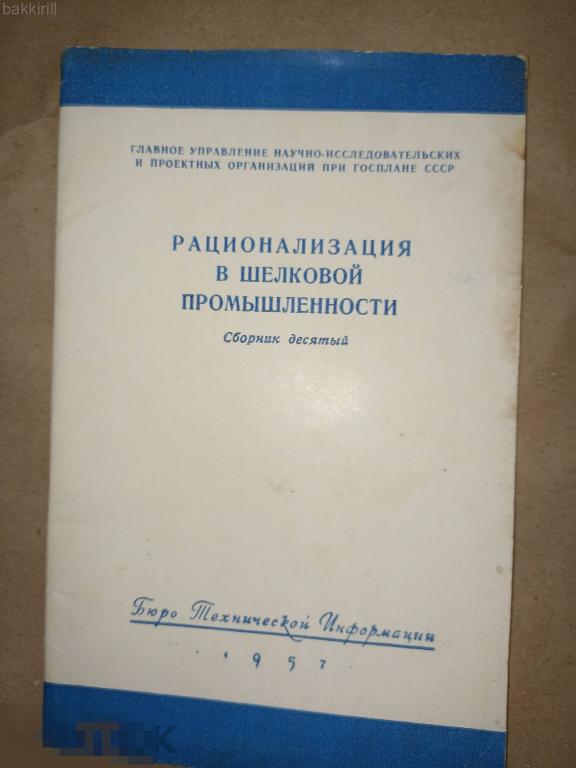 bakkirill
ГЛАВНОЕ УПРАВЛЕНИЕ НАУЧНО-ИССЛЕДОВАТЕЛЬСКИХ
И ПРОЕКТНЫХ ОРГАНИЗАЦИЙ ПРИ ГОСПЛАНЕ СССР
РАЦИОНАЛИЗАЦИЯ
В ШЕЛКОВОЙ
ПРОМЫШЛЕННОСТИ
Сборник десятый
Бюро Технической Информации
1957